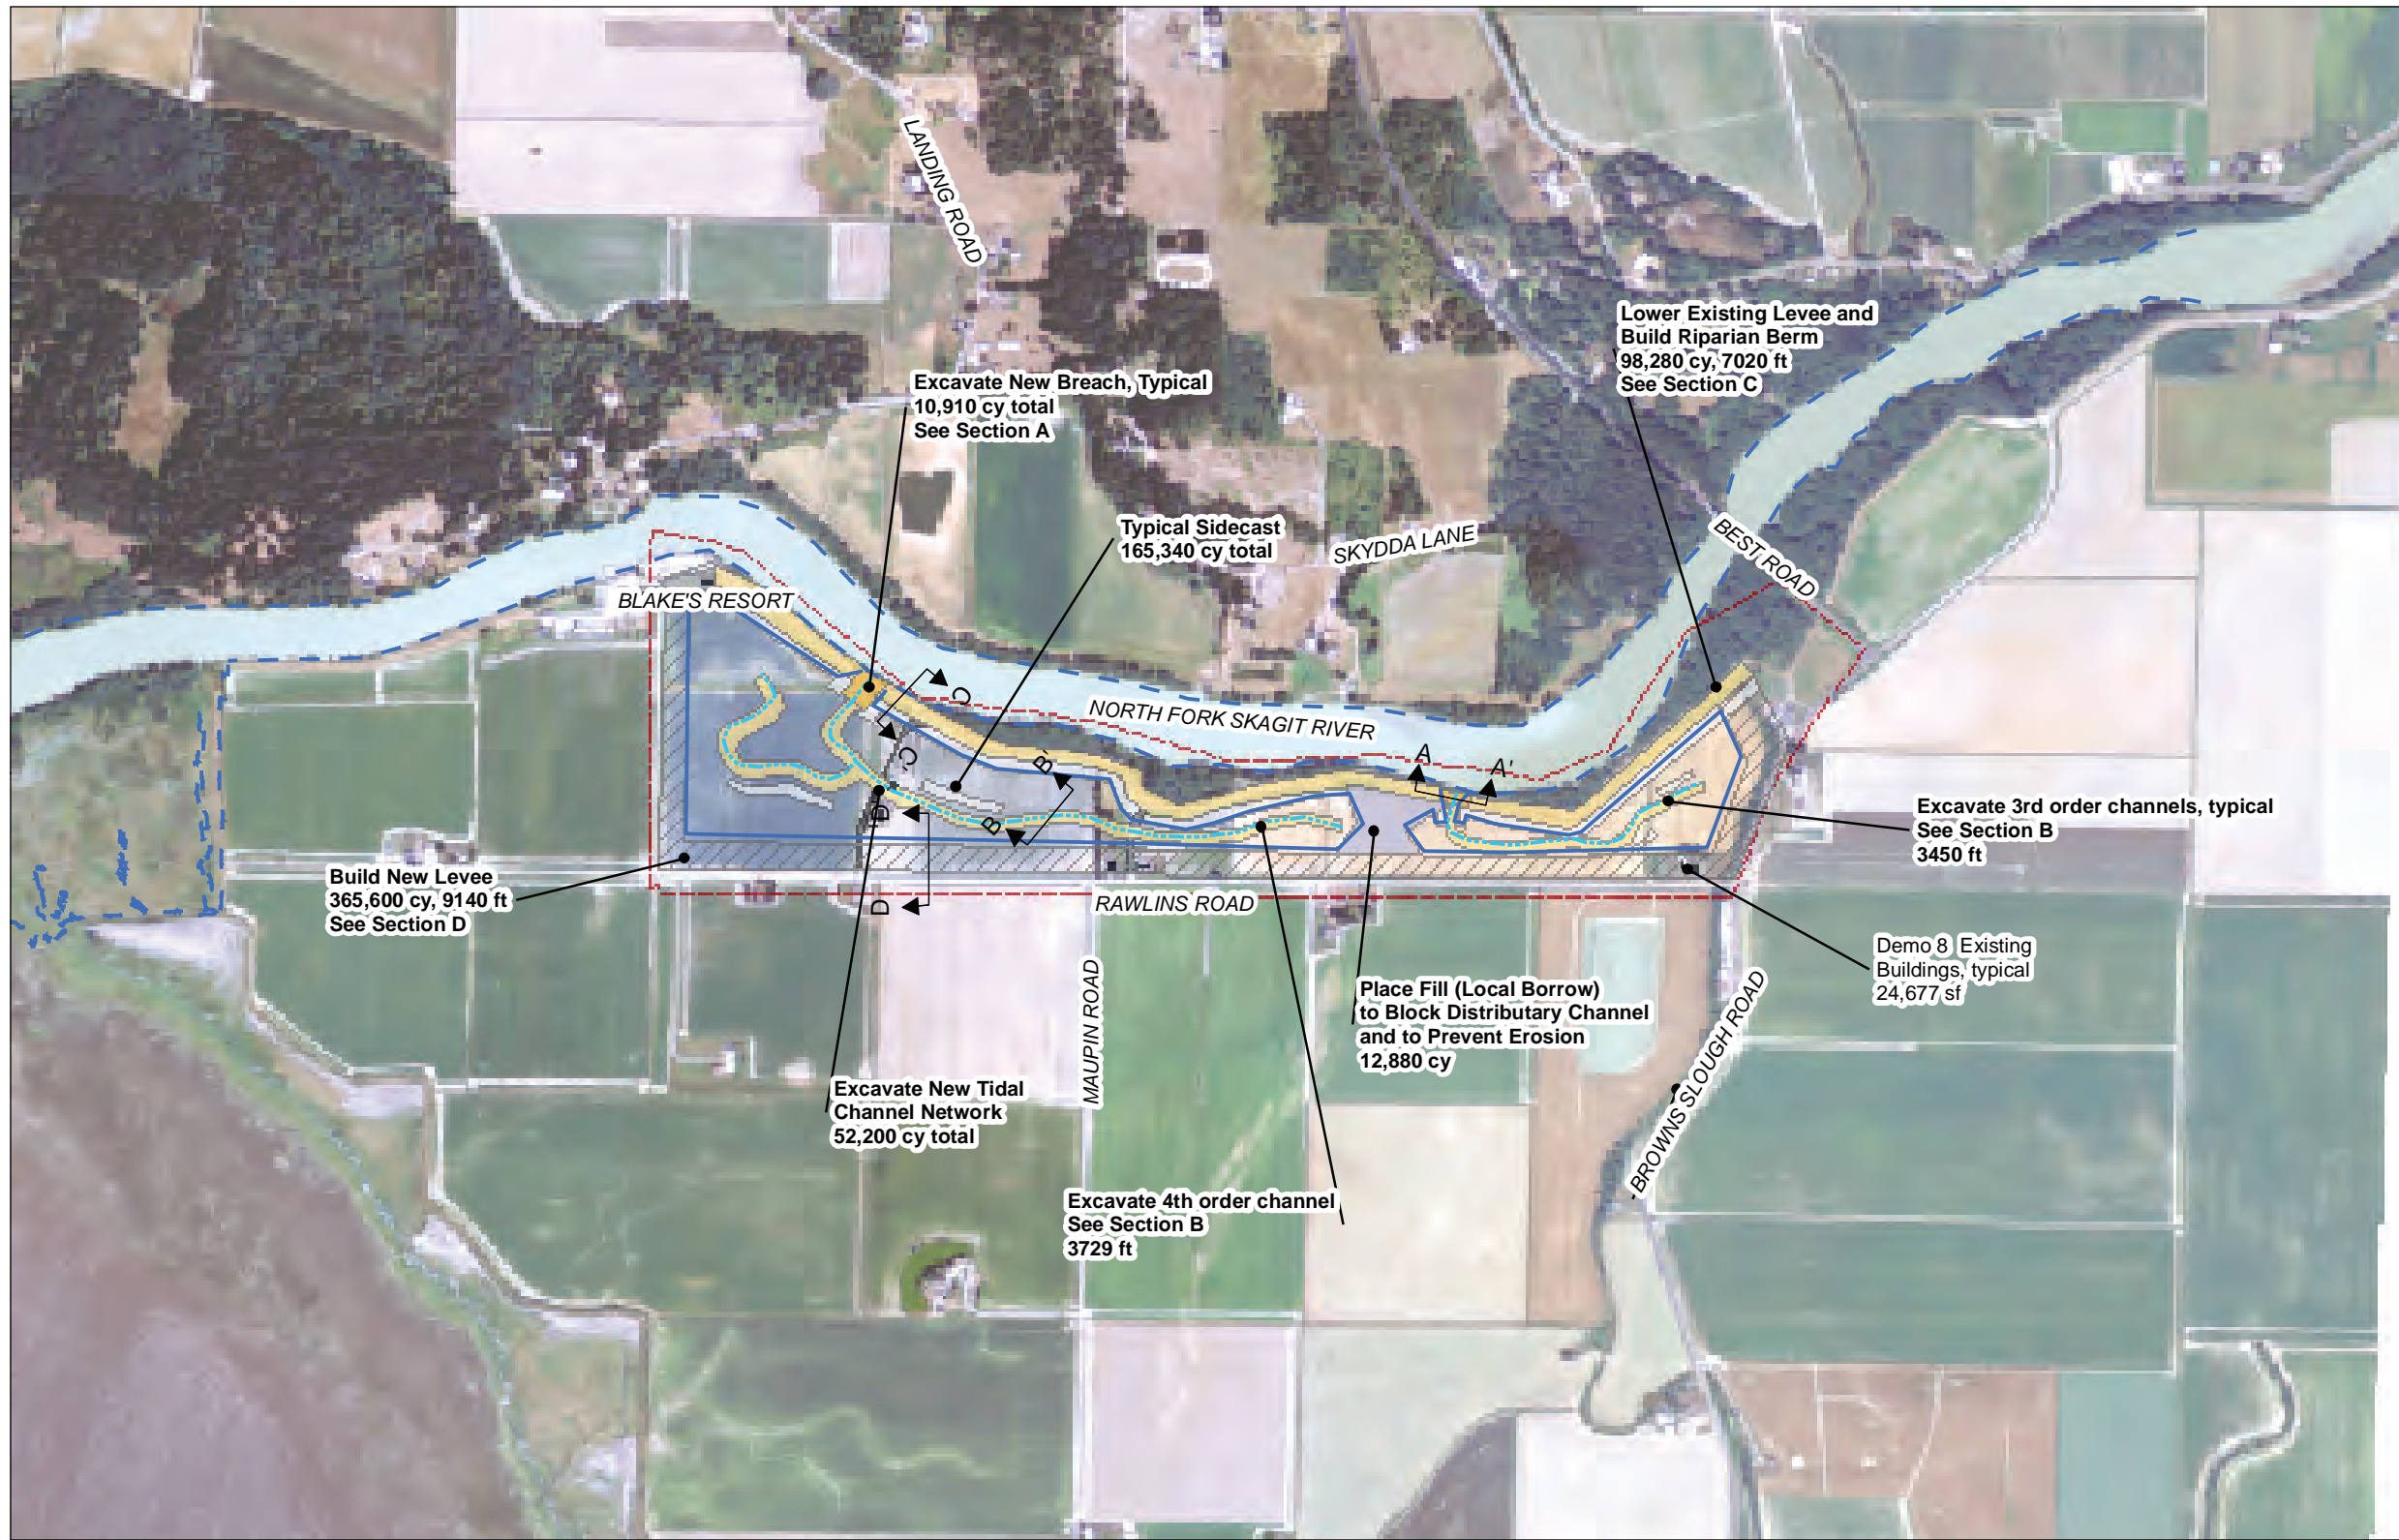 LANDING ROAD
Lower Existing Levee and
Build Riparian Berm
98,280 cy, 7020 ft
See Section C
Excavate New Breach, Typical
10,910 cy total
See Section A
Typical Sidecast
165,340 cy total
SKYDDA LANE
BEST ROAD
BLAKE'S RESORT
C
NORTH FORK SKAGIT RIVER
C'
B'
A
A'
B
D'
Excavate 3rd order channels, typical
See Section B
3450 ft
Build New Levee
365,600 cy, 9140 ft
See Section D
D
RAWLINS ROAD
Demo 8 Existing
Buildings, typical
24,677 sf
MAUPIN ROAD
Place Fill (Local Borrow)
to Block Distributary Channel
and to Prevent Erosion
12,880 cy
BROWNS SLOUGH ROAD
Excavate New Tidal
Channel Network
52,200 cy total
Excavate 4th order channel
See Section B
3729 ft